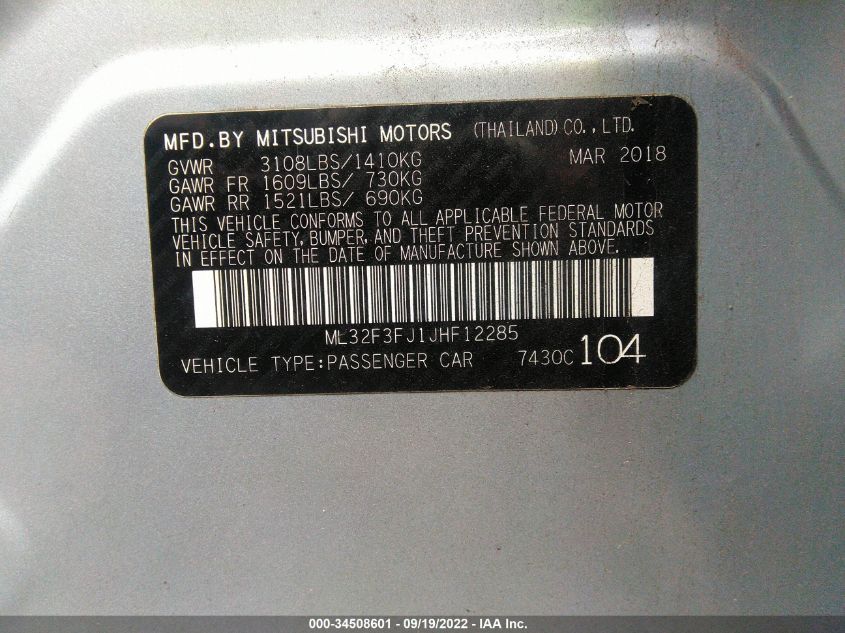 MFD.BY MITSUBISHI MOTORS (THAILAND) CO.,LTD.
GVWR 3108LBS/1410KG MAR 2018
GAWR FR 1609LBS/ 730KG
GAWR RR 1521LBS/ 690KG
THIS VEHICLE CONFORMS TO ALL APPLICABLE FEDERAL MOTOR
VEHICLE SAFETY, BUMPER, AND THEFT PREVENTION STANDARDS
IN EFFECT ON THE DATE OF MANUFACTURE SHOWN ABOVE.
ML32F3FJ1JHF12285
VEHICLE TYPE:PASSENGER CAR 7430C 104
000-34508601 - 09/19/2022 - IAA Inc.